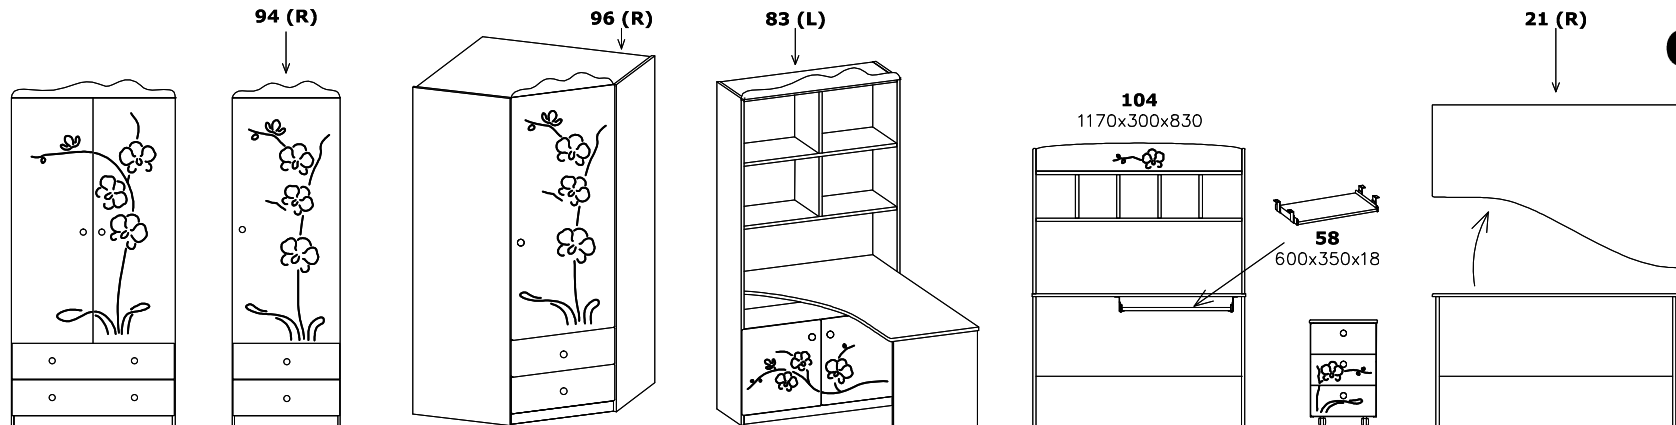 94 (R)
96 (R)
83 (L)
21 (R)
104
1170x300x830
58
600x350x18